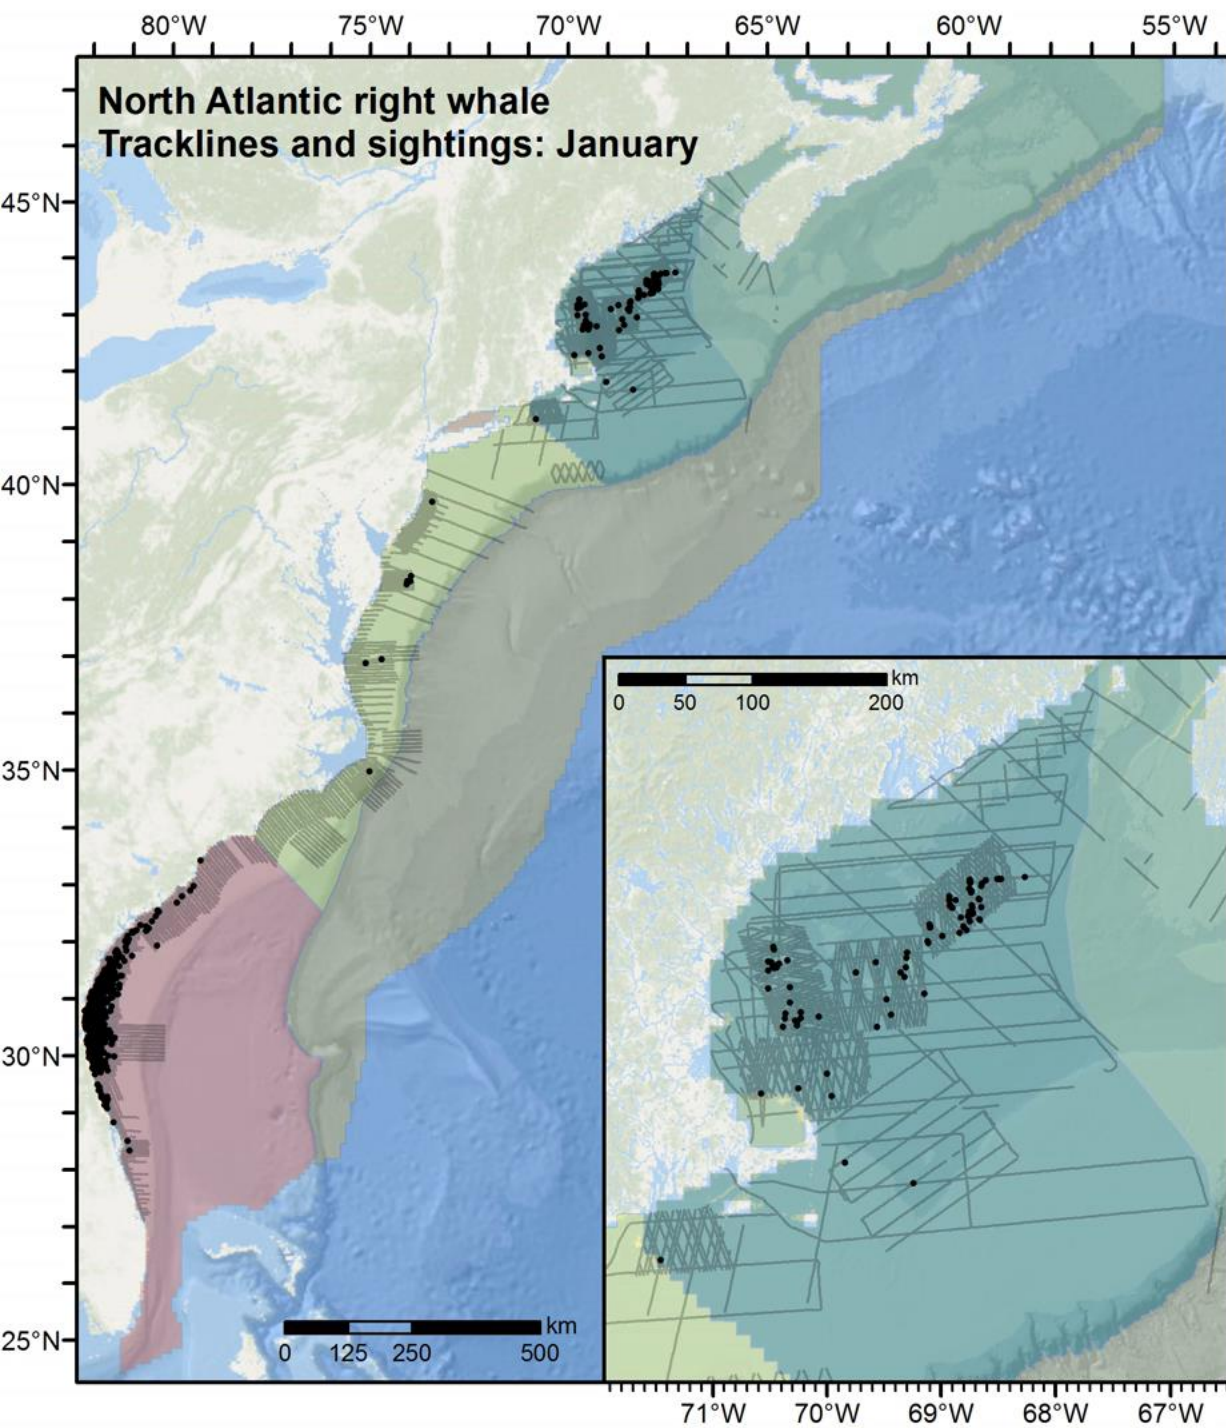 80°W 75°W 70°W 65°W 60°W 55°W
North Atlantic right whale
Tracklines and sightings: January
45°N
40°N
35°N
30°N
25°N
km
0 50 100 200
km
0 125 250 500
71°W 70°W 69°W 68°W 67°W